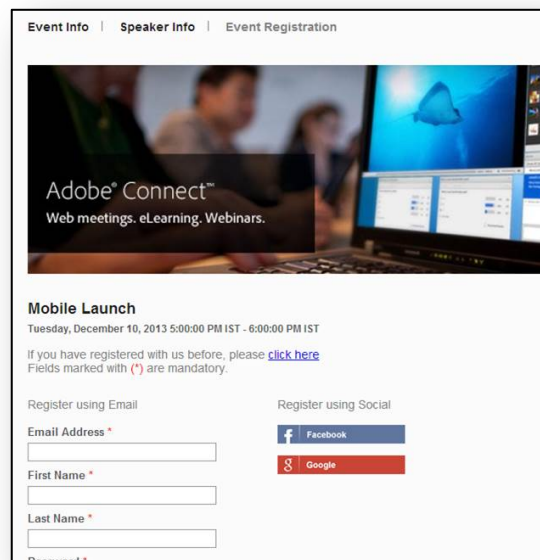 Event Info | Speaker Info | Event Registration
Adobe® Connect™
Web meetings. eLearning. Webinars.
Mobile Launch
Tuesday, December 10, 2013 5:00:00 PM IST - 6:00:00 PM IST
If you have registered with us before, please click here
Fields marked with (*) are mandatory.
Register using Email
Register using Social
Email Address *
f Facebook
First Name *
g Google
Last Name *
Password *